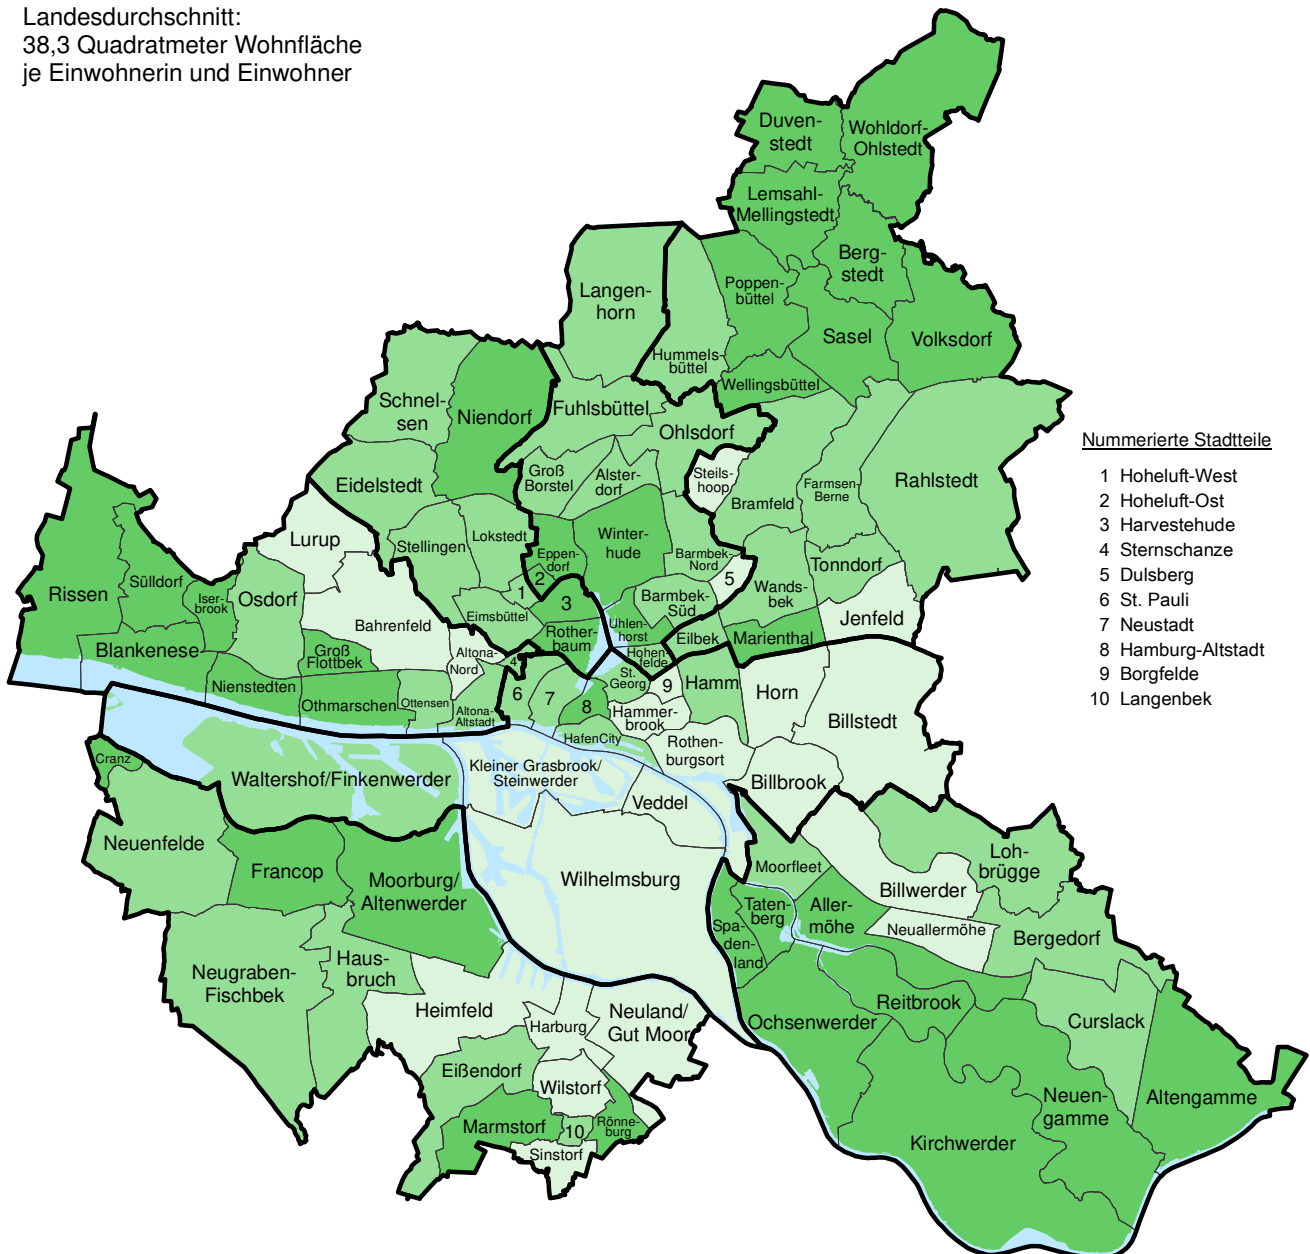 Landesdurchschnitt:
38,3 Quadratmeter Wohnfläche
je Einwohnerin und Einwohner
Duven-
stedt
Wohldorf-
Ohlstedt
Lemsahl-
Mellingstedt
Berg-
stedt
Poppen-
büttel
Sasel
Volksdorf
Langen-
horn
Hummels-
büttel
Wellingsbüttel
Schnel-
sen
Niendorf
Fuhlsbüttel
Ohlsdorf
Steils-
hoop
Bramfeld
Farmsen-
Berne
Rahlstedt
Groß
Borstel
Alster-
dorf
Eidelstedt
Lurup
Stellingen
Lokstedt
Eppen-
dorf
Winter-
hude
Barmbek-
Nord
5
Wands-
bek
Tonndorf
Jenfeld
Rissen
Sülldorf
Iser-
brook
Osdorf
Bahrenfeld
Eimsbüttel
1
2
3
Barmbek-
Süd
Uhlen-
horst
Eilbek
Marienthal
Blankenese
Groß
Flottbek
Altona-
Nord
4
Rother-
baum
Hohen-
felde
St.
Georg
9
Hamm
Horn
Billstedt
Nienstedten
Othmarschen
Ottensen
Altona-
Altstadt
6
7
8
Hammer-
brook
HafenCity
Rothen-
burgsort
Billbrook
Cranz
Waltershof/Finkenwerder
Kleiner Grasbrook/
Steinwerder
Veddel
Neuenfelde
Francop
Moorburg/
Altenwerder
Wilhelmsburg
Moorfleet
Billwerder
Loh-
brügge
Taten-
berg
Aller-
möhe
Neuallermöhe
Bergedorf
Spa-
den-
land
Neugraben-
Fischbek
Haus-
bruch
Heimfeld
Harburg
Neuland/
Gut Moor
Ochsenwerder
Reitbrook
Curslack
Eißendorf
Wilstorf
Neuen-
gamme
Altengamme
Marmstorf
10
Rönne-
burg
Sinstorf
Kirchwerder
Nummerierte Stadtteile
1 Hoheluft-West
2 Hoheluft-Ost
3 Harvestehude
4 Sternschanze
5 Dulsberg
6 St. Pauli
7 Neustadt
8 Hamburg-Altstadt
9 Borgfelde
10 Langenbek